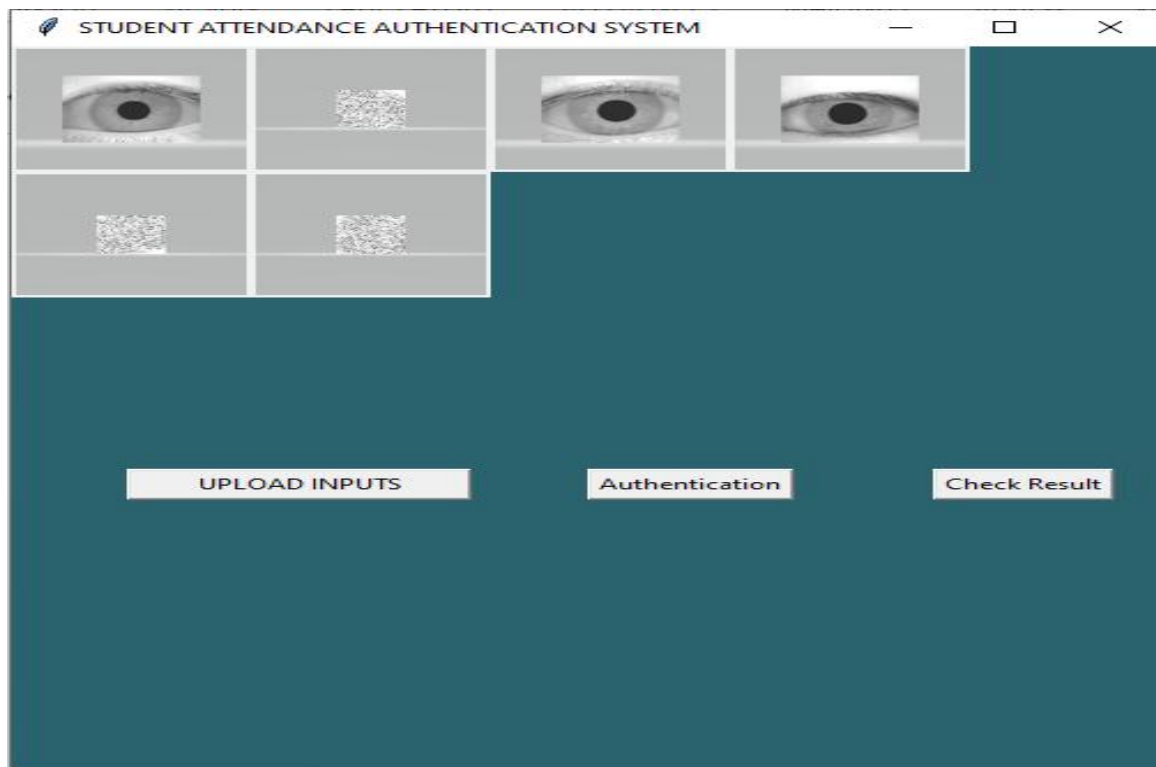 STUDENT ATTENDANCE AUTHENTICATION SYSTEM
UPLOAD INPUTS
Authentication
Check Result